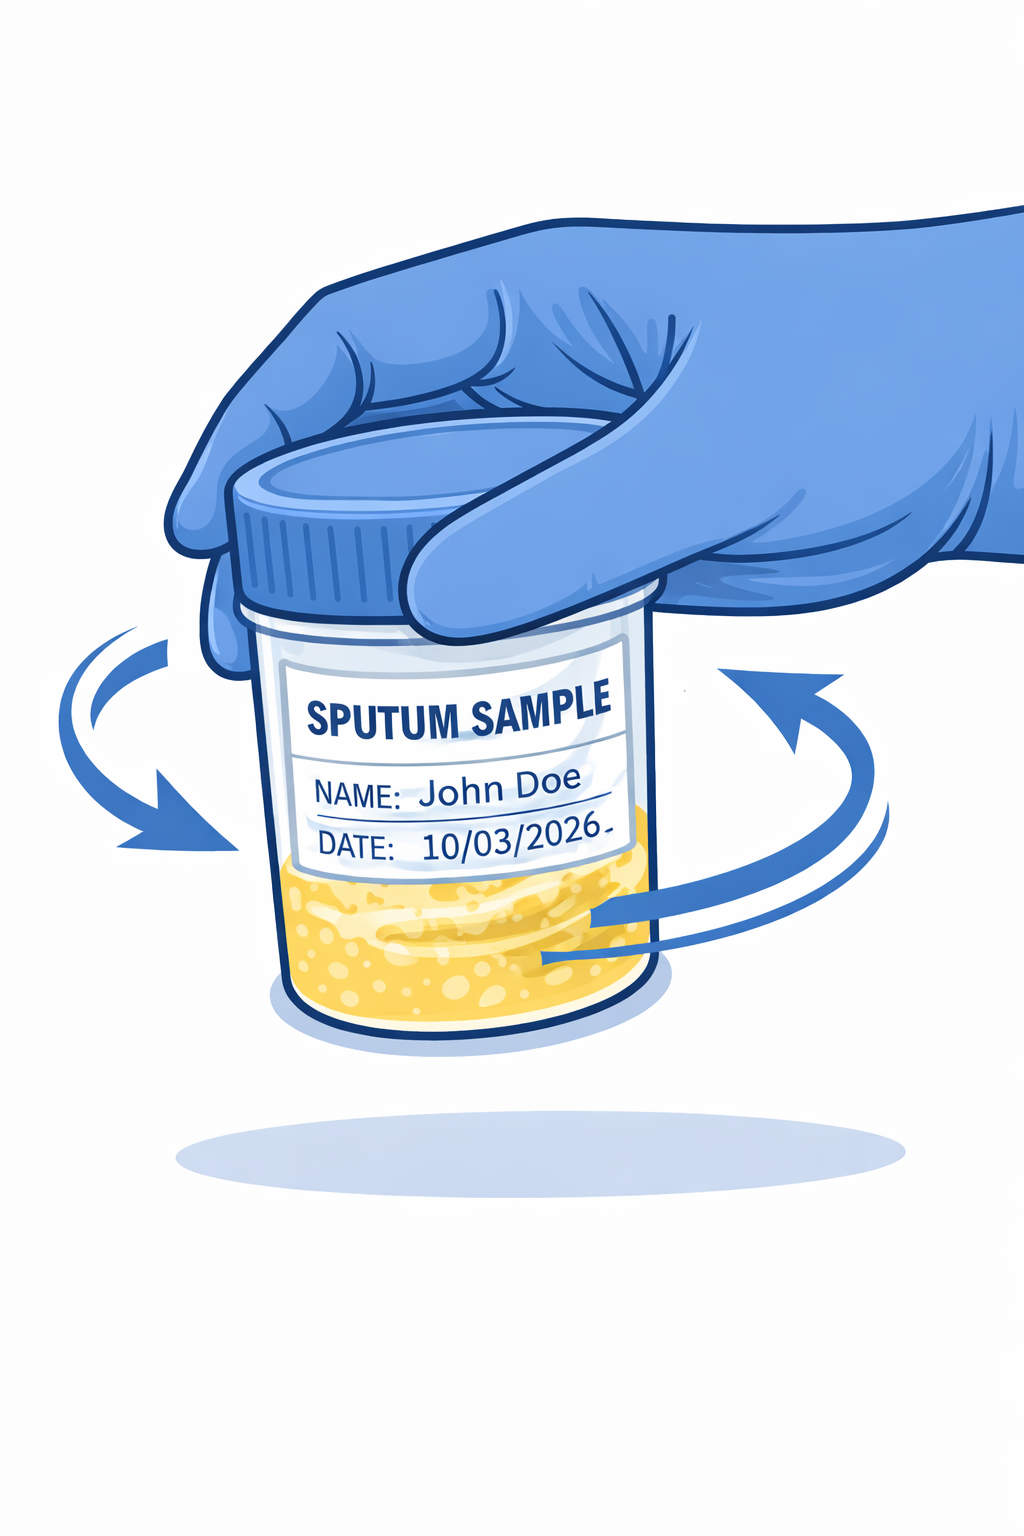 SPUTUM SAMPLE
NAME: John Doe
DATE: 10/03/2026-